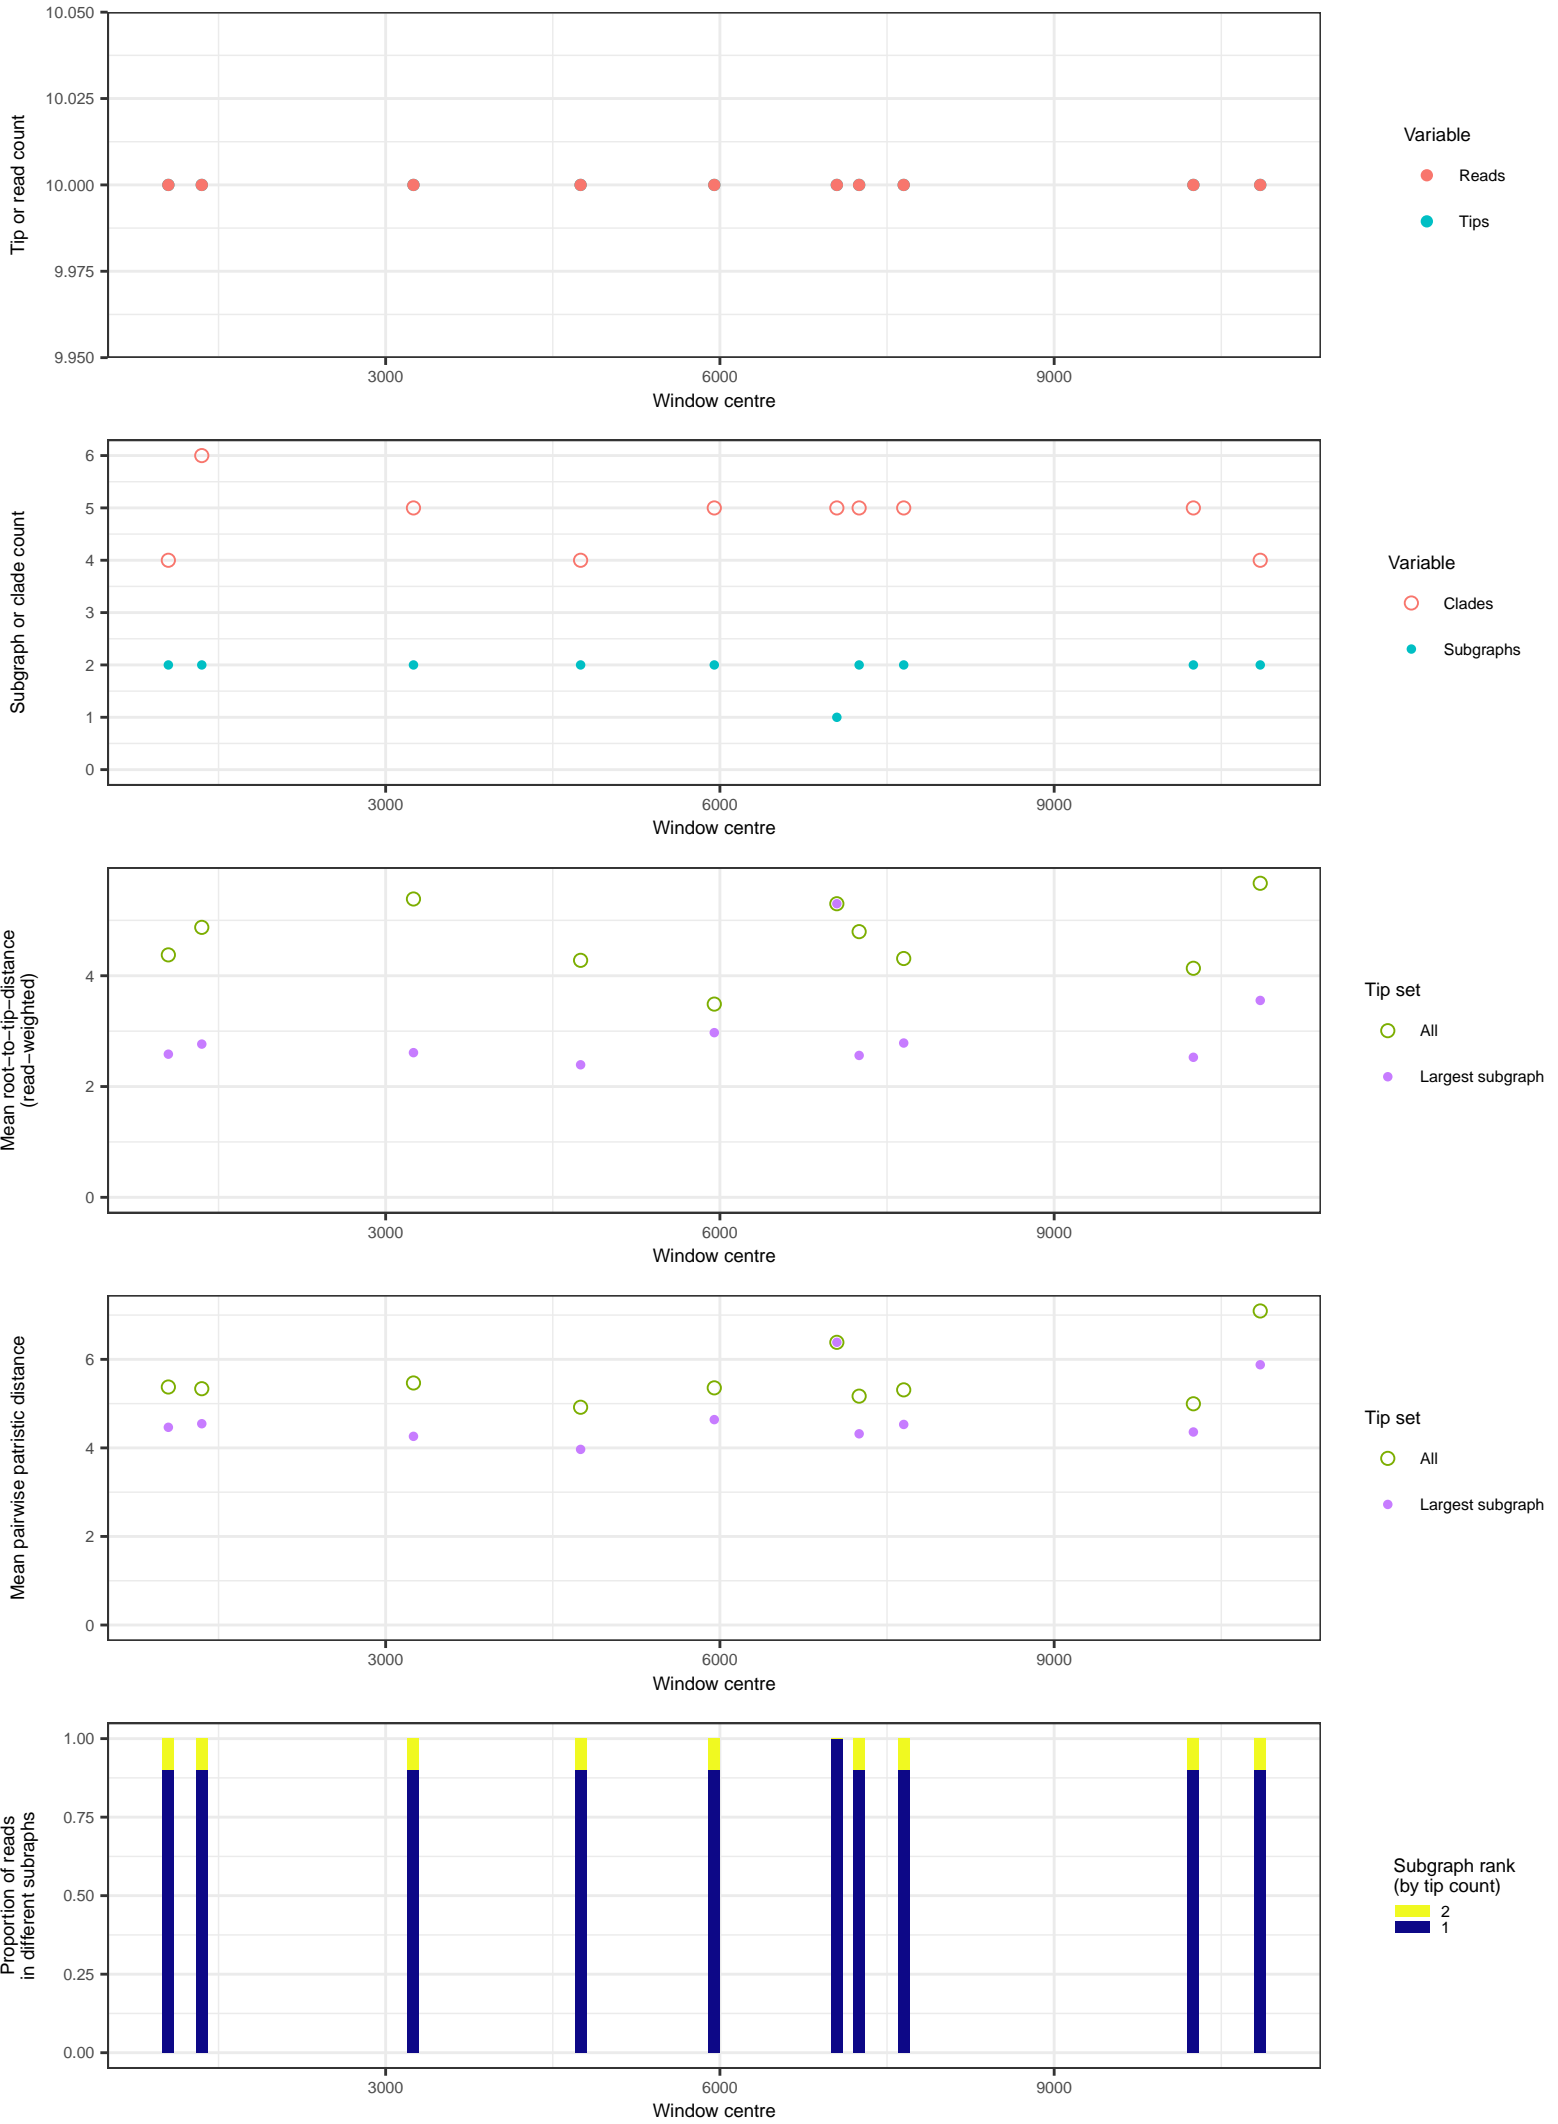 10.050
10.025
10.000
9.975
9.950
Tip or read count
3000
6000
9000
Window centre
Variable
Reads
Tips
6
5
4
3
2
1
0
Subgraph or clade count
3000
6000
9000
Window centre
Variable
Clades
Subgraphs
4
2
0
Mean root−to−tip−distance
(read−weighted)
3000
6000
9000
Window centre
Tip set
All
Largest subgraph
6
4
2
0
Mean pairwise patristic distance
3000
6000
9000
Window centre
Tip set
All
Largest subgraph
1.00
0.75
0.50
0.25
0.00
Proportion of reads
in different subraphs
3000
6000
9000
Window centre
Subgraph rank
(by tip count)
2
1